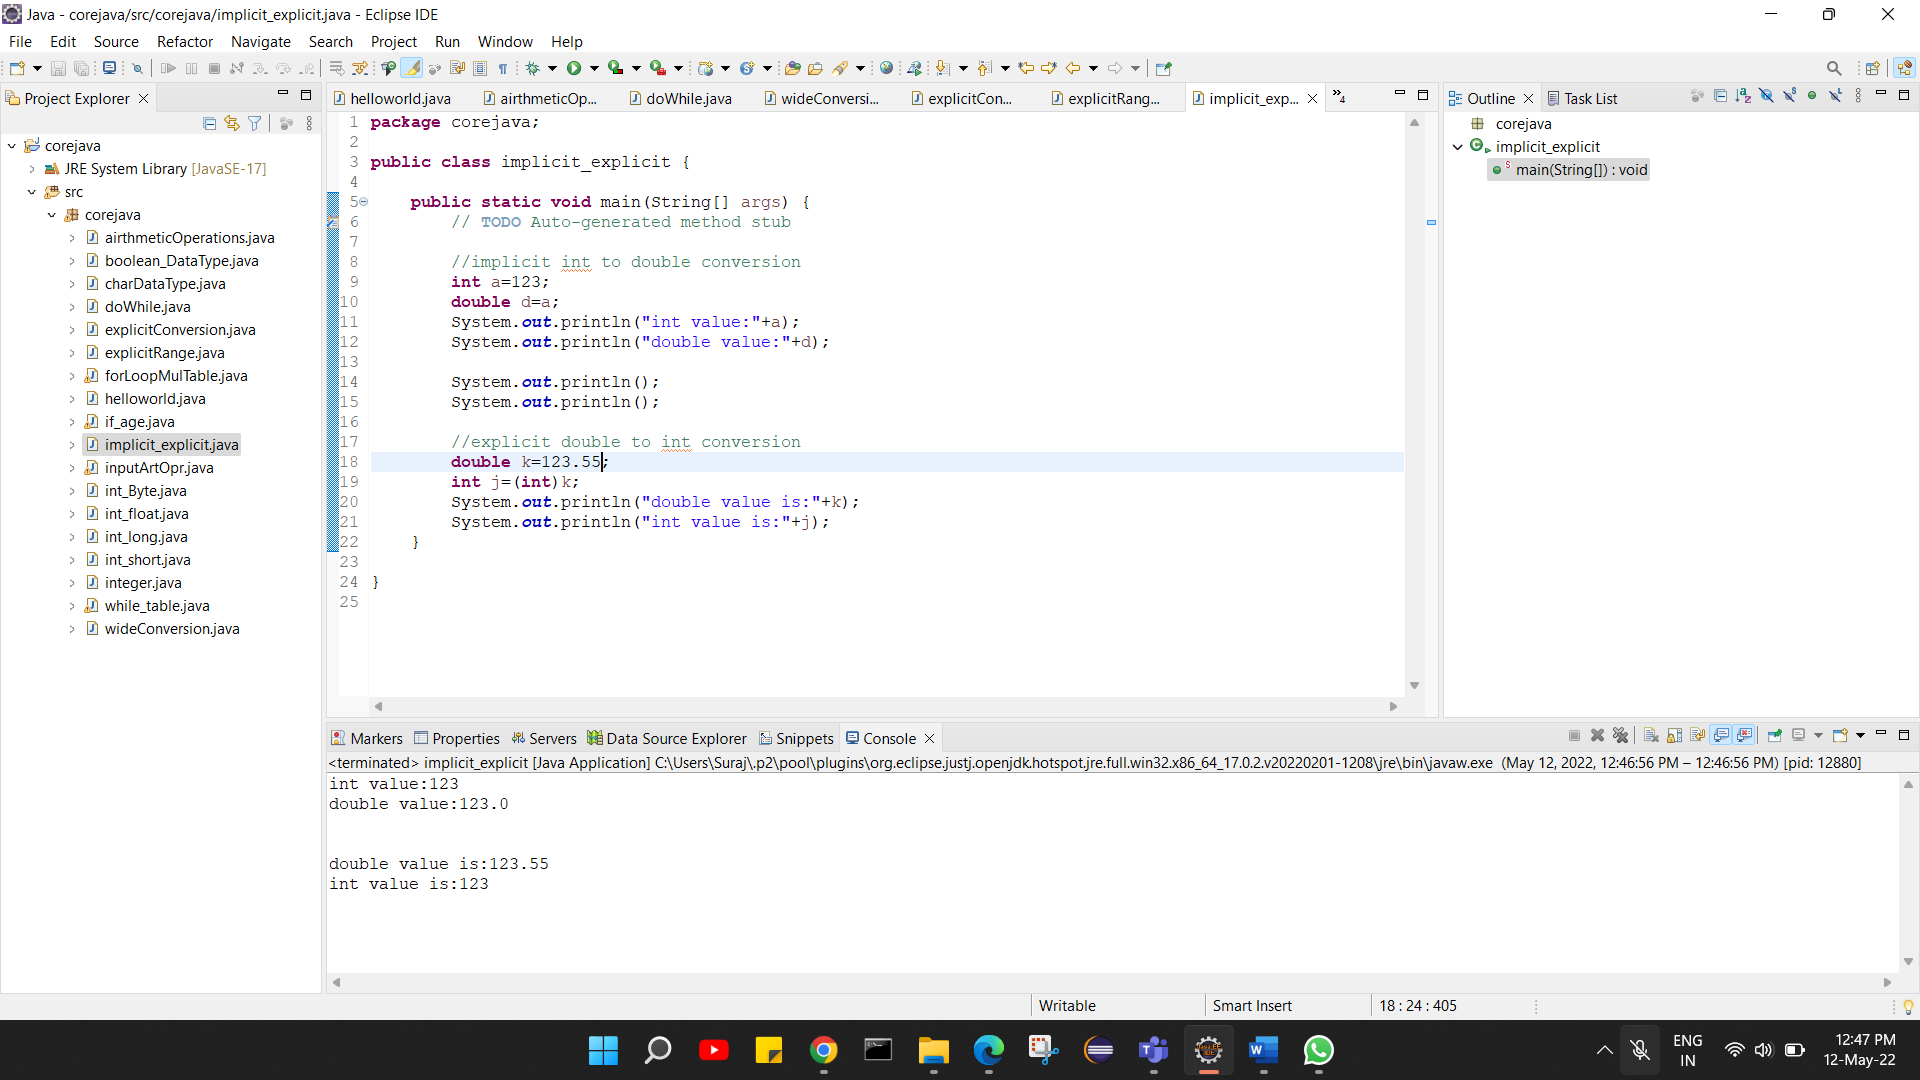 Java - corejava/src/corejava/implicit_explicit.java - Eclipse IDE
File Edit Source Refactor Navigate Search Project Run Window Help
Project Explorer
corejava
JRE System Library [JavaSE-17]
src
corejava
airthmeticOperations.java
boolean_DataType.java
charDataType.java
doWhile.java
explicitConversion.java
explicitRange.java
forLoopMulTable.java
helloworld.java
if_age.java
implicit_explicit.java
inputArtOpr.java
int_Byte.java
int_float.java
int_long.java
int_short.java
integer.java
while_table.java
wideConversion.java
helloworld.java airthmeticOp... doWhile.java wideConversi... explicitCon... explicitRang... implicit_exp... »4
1 package corejava;
2
3 public class implicit_explicit {
4
5 public static void main(String[] args) {
6 // TODO Auto-generated method stub
7
8 //implicit int to double conversion
9 int a=123;
10 double d=a;
11 System.out.println("int value:"+a);
12 System.out.println("double value:"+d);
13
14 System.out.println();
15 System.out.println();
16
17 //explicit double to int conversion
18 double k=123.55;
19 int j=(int)k;
20 System.out.println("double value is:"+k);
21 System.out.println("int value is:"+j);
22 }
23
24 }
25
Outline Task List
corejava
implicit_explicit
main(String[]) : void
Markers Properties Servers Data Source Explorer Snippets Console
<terminated> implicit_explicit [Java Application] C:\Users\Suraj\.p2\pool\plugins\org.eclipse.justj.openjdk.hotspot.jre.full.win32.x86_64_17.0.2.v20220201-1208\jre\bin\javaw.exe (May 12, 2022, 12:46:56 PM – 12:46:56 PM) [pid: 12880]
int value:123
double value:123.0
double value is:123.55
int value is:123
Writable Smart Insert 18 : 24 : 405
ENG
IN
12:47 PM
12-May-22